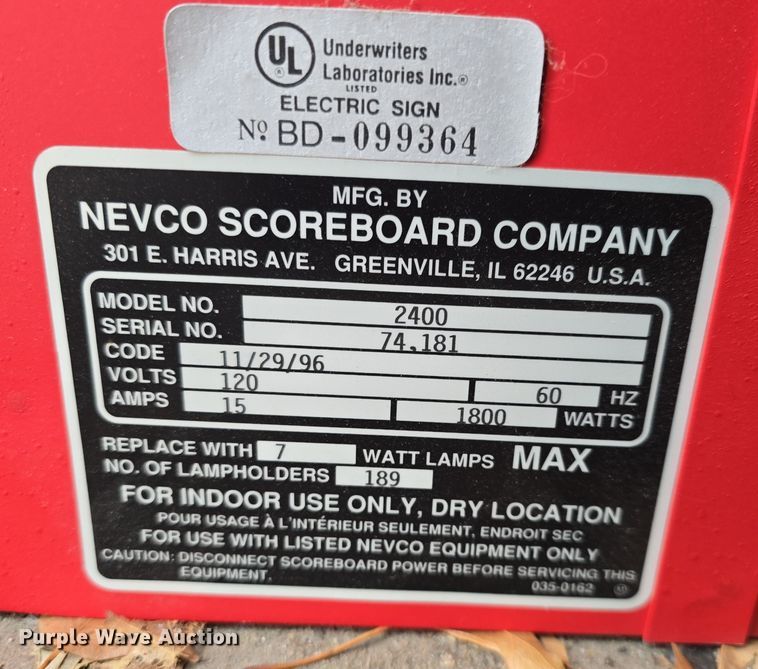 UL
Underwriters
Laboratories Inc.®
LISTED
ELECTRIC SIGN
Nº BD-099364
MFG. BY
NEVCO SCOREBOARD COMPANY
301 E. HARRIS AVE. GREENVILLE, IL 62246 U.S.A.
MODEL NO. 2400
SERIAL NO. 74,181
CODE 11/29/96
VOLTS 120 60 HZ
AMPS 15 1800 WATTS
REPLACE WITH 7 WATT LAMPS MAX
NO. OF LAMPHOLDERS 189
FOR INDOOR USE ONLY, DRY LOCATION
POUR USAGE À L'INTÉRIEUR SEULEMENT, ENDROIT SEC
FOR USE WITH LISTED NEVCO EQUIPMENT ONLY
CAUTION: DISCONNECT SCOREBOARD POWER BEFORE SERVICING THIS
EQUIPMENT.
035-0162
Purple Wave Auction